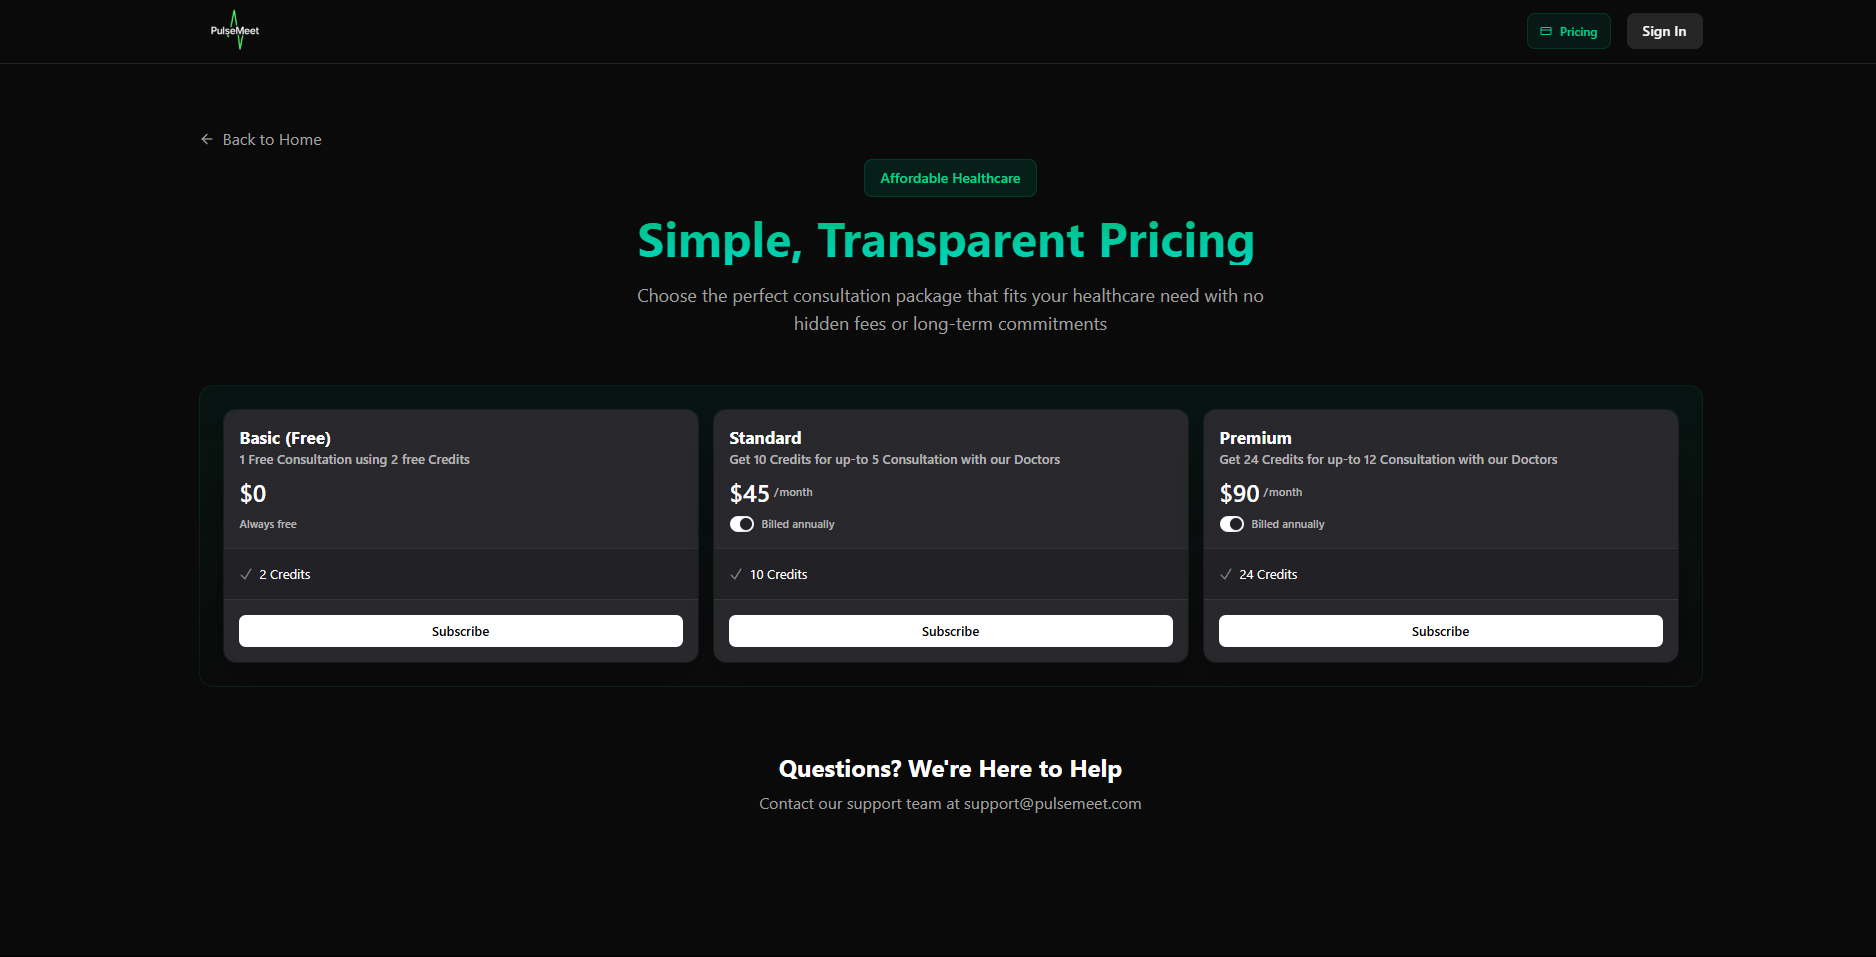 PulseMeet
Pricing
Sign In
Back to Home
Affordable Healthcare
Simple, Transparent Pricing
Choose the perfect consultation package that fits your healthcare need with no
hidden fees or long-term commitments
Basic (Free)
1 Free Consultation using 2 free Credits
$0
Always free
2 Credits
Subscribe
Standard
Get 10 Credits for up-to 5 Consultation with our Doctors
$45 /month
Billed annually
10 Credits
Subscribe
Premium
Get 24 Credits for up-to 12 Consultation with our Doctors
$90 /month
Billed annually
24 Credits
Subscribe
Questions? We're Here to Help
Contact our support team at support@pulsemeet.com